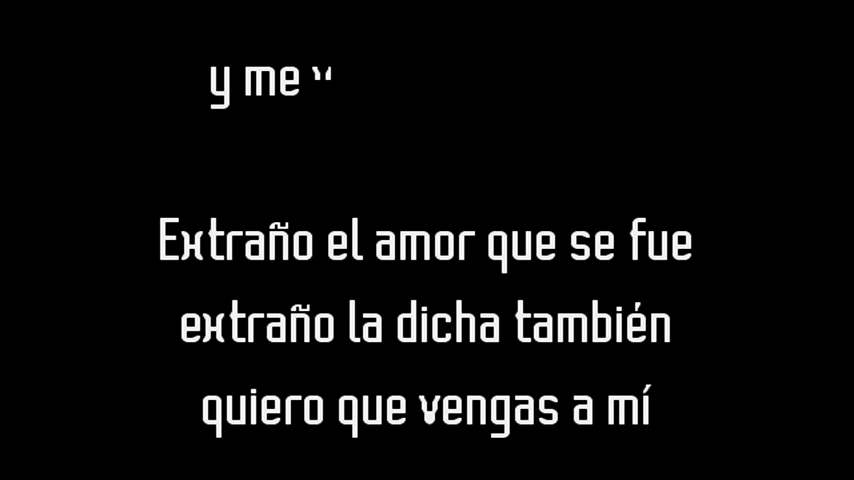 y me
Extraño el amor que se fue
extraño la dicha también
quiero que vengas a mí